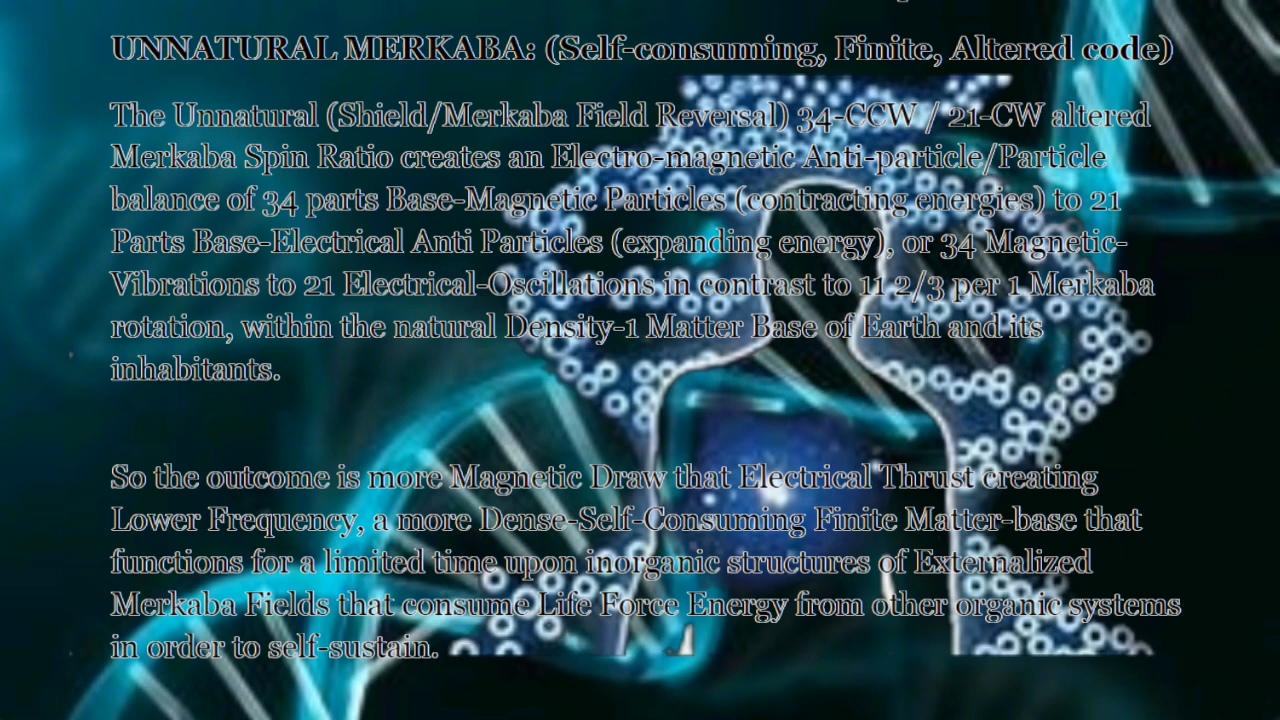 UNNATURAL MERKABA: (Self-consuming, Finite, Altered code)
The Unnatural (Shield/Merkaba Field Reversal) 34-CCW / 21-CW altered
Merkaba Spin Ratio creates an Electro-magnetic Anti-particle/Particle
balance of 34 parts Base-Magnetic Particles (contracting energies) to 21
Parts Base-Electrical Anti Particles (expanding energy), or 34 Magnetic-
Vibrations to 21 Electrical-Oscillations in contrast to 11 2/3 per 1 Merkaba
rotation, within the natural Density-1 Matter Base of Earth and its
inhabitants.
So the outcome is more Magnetic Draw that Electrical Thrust creating
Lower Frequency, a more Dense-Self-Consuming Finite Matter-base that
functions for a limited time upon inorganic structures of Externalized
Merkaba Fields that consume Life Force Energy from other organic systems
in order to self-sustain.